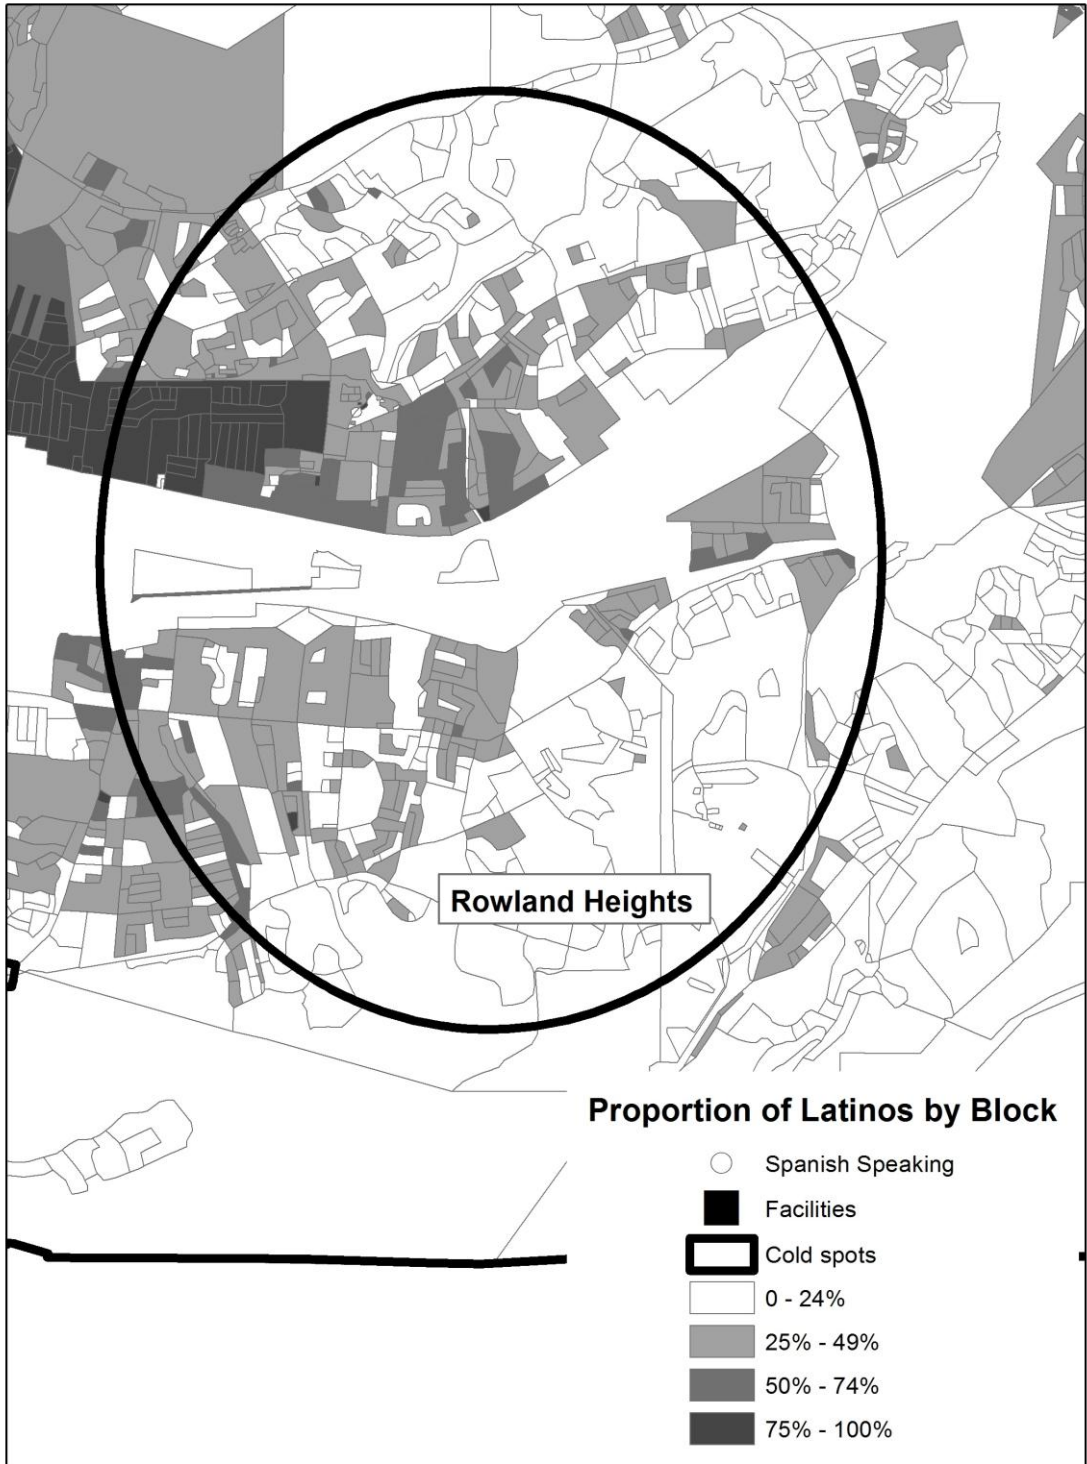 Rowland Heights
Proportion of Latinos by Block
Spanish Speaking
Facilities
Cold spots
0 - 24%
25% - 49%
50% - 74%
75% - 100%